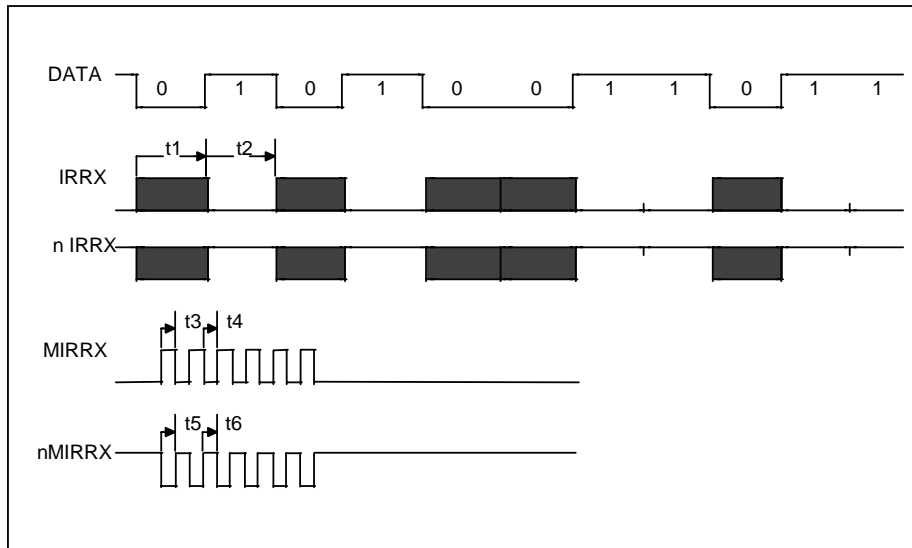 DATA 0 1 0 1 0 0 1 1 0 1 1
t1 t2
IRRX
n IRRX
t3 t4
MIRRX
t5 t6
nMIRRX